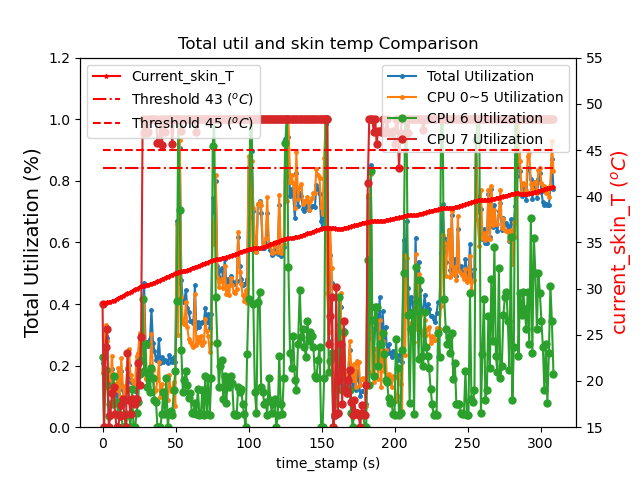 Total util and skin temp Comparison
Current_skin_T
Threshold 43 (°C)
Threshold 45 (°C)
Total Utilization
CPU 0~5 Utilization
CPU 6 Utilization
CPU 7 Utilization
Total Utilization (%)
1.2
1.0
0.8
0.6
0.4
0.2
0.0
55
50
45
40
35
30
25
20
15
current_skin_T (°C)
0
50
100
150
200
250
300
time_stamp (s)